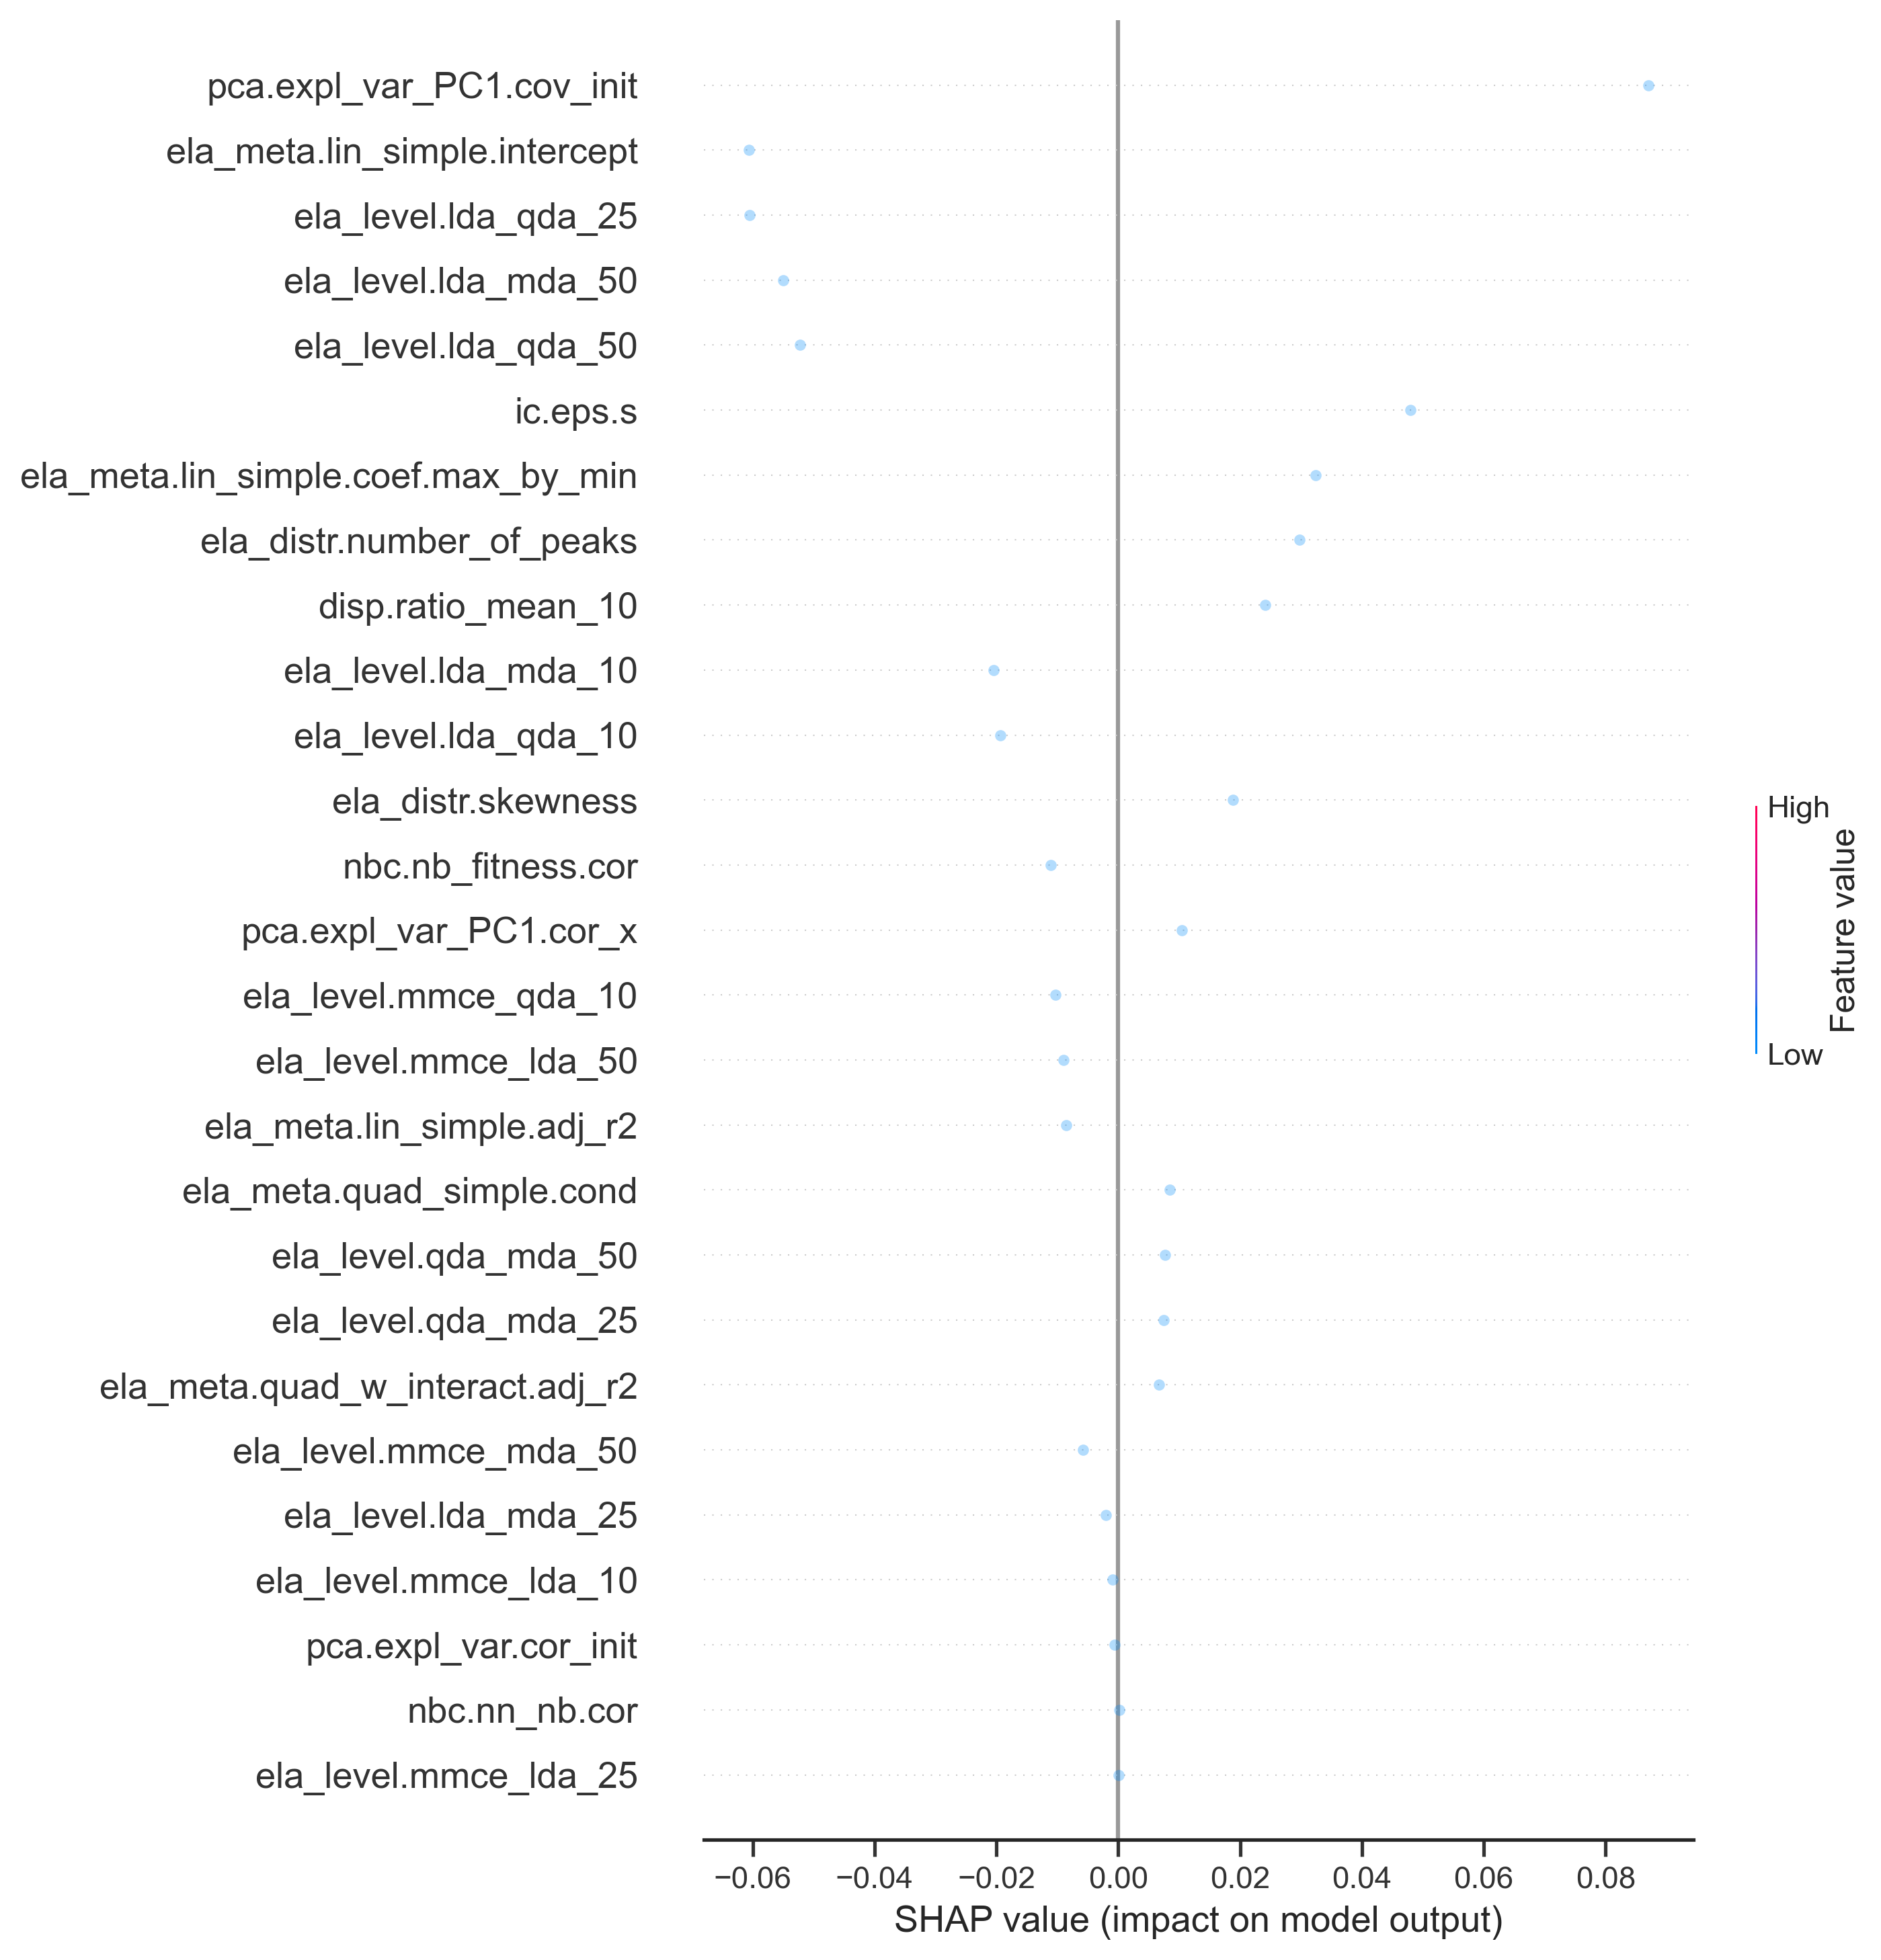 pca.expl_var_PC1.cov_init
ela_meta.lin_simple.intercept
ela_level.lda_qda_25
ela_level.lda_mda_50
ela_level.lda_qda_50
ic.eps.s
ela_meta.lin_simple.coef.max_by_min
ela_distr.number_of_peaks
disp.ratio_mean_10
ela_level.lda_mda_10
ela_level.lda_qda_10
ela_distr.skewness
nbc.nb_fitness.cor
pca.expl_var_PC1.cor_x
ela_level.mmce_qda_10
ela_level.mmce_lda_50
ela_meta.lin_simple.adj_r2
ela_meta.quad_simple.cond
ela_level.qda_mda_50
ela_level.qda_mda_25
ela_meta.quad_w_interact.adj_r2
ela_level.mmce_mda_50
ela_level.lda_mda_25
ela_level.mmce_lda_10
pca.expl_var.cor_init
nbc.nn_nb.cor
ela_level.mmce_lda_25
−0.06 −0.04 −0.02 0.00 0.02 0.04 0.06 0.08
SHAP value (impact on model output)
High
Feature value
Low